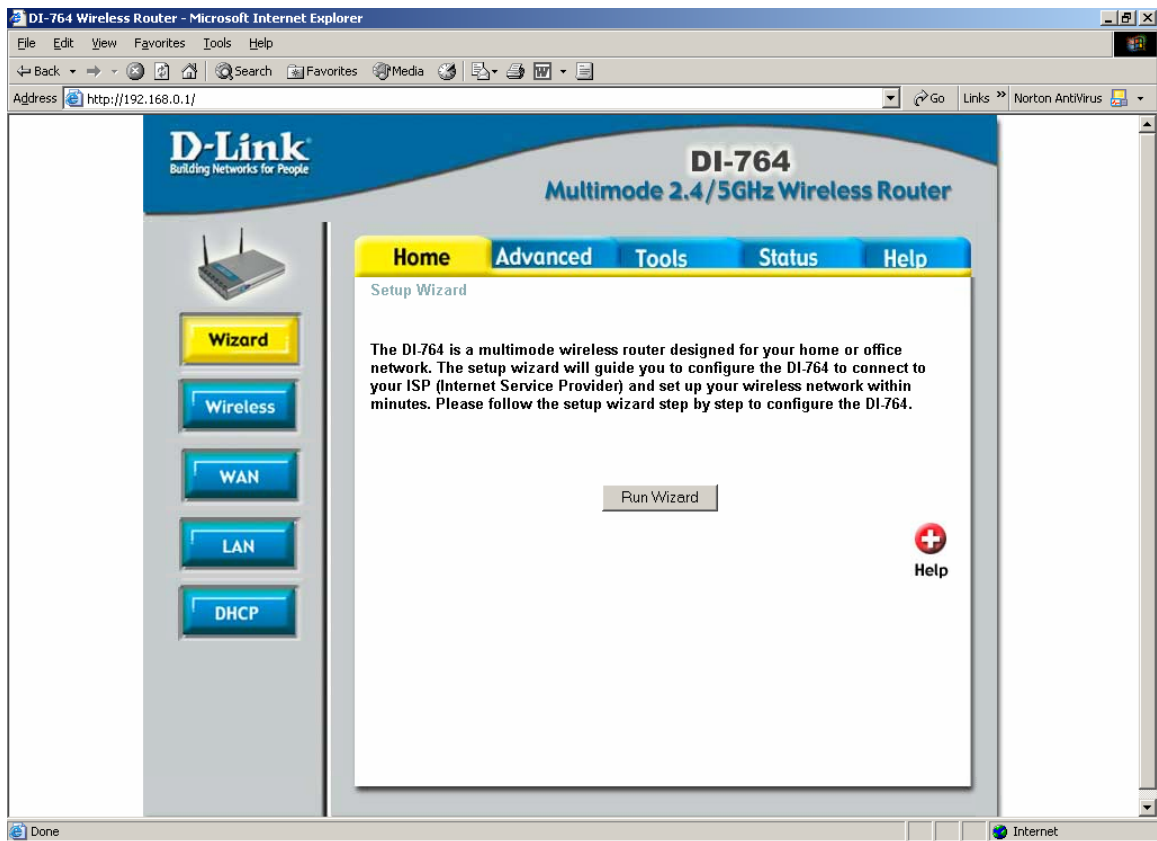 DI-764 Wireless Router - Microsoft Internet Explorer
File Edit View Favorites Tools Help
Back Search Favorites Media
Address http://192.168.0.1/ Go Links » Norton AntiVirus
D-Link
Building Networks for People
DI-764
Multimode 2.4/5GHz Wireless Router
Home Advanced Tools Status Help
Setup Wizard
Wizard
Wireless
WAN
LAN
DHCP
The DI-764 is a multimode wireless router designed for your home or office
network. The setup wizard will guide you to configure the DI-764 to connect to
your ISP (Internet Service Provider) and set up your wireless network within
minutes. Please follow the setup wizard step by step to configure the DI-764.
Run Wizard
Help
Done Internet